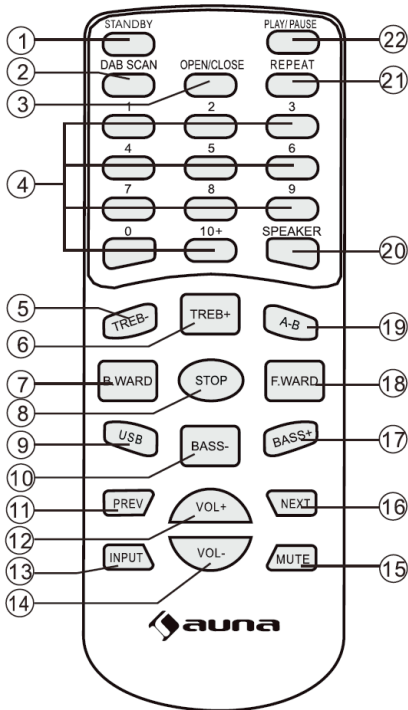 STANDBY PLAY/PAUSE
1 22
DAB SCAN OPEN/CLOSE REPEAT
2 21
3
1 2 3
4 5 6
4
7 8 9
0 10+ SPEAKER
20
5 TREB- TREB+ A-B 19
6
7 B.WARD STOP F.WARD 18
8
9 USB BASS- BASS+ 17
10
11 PREV VOL+ NEXT 16
12
13 INPUT VOL- MUTE 15
14
auna